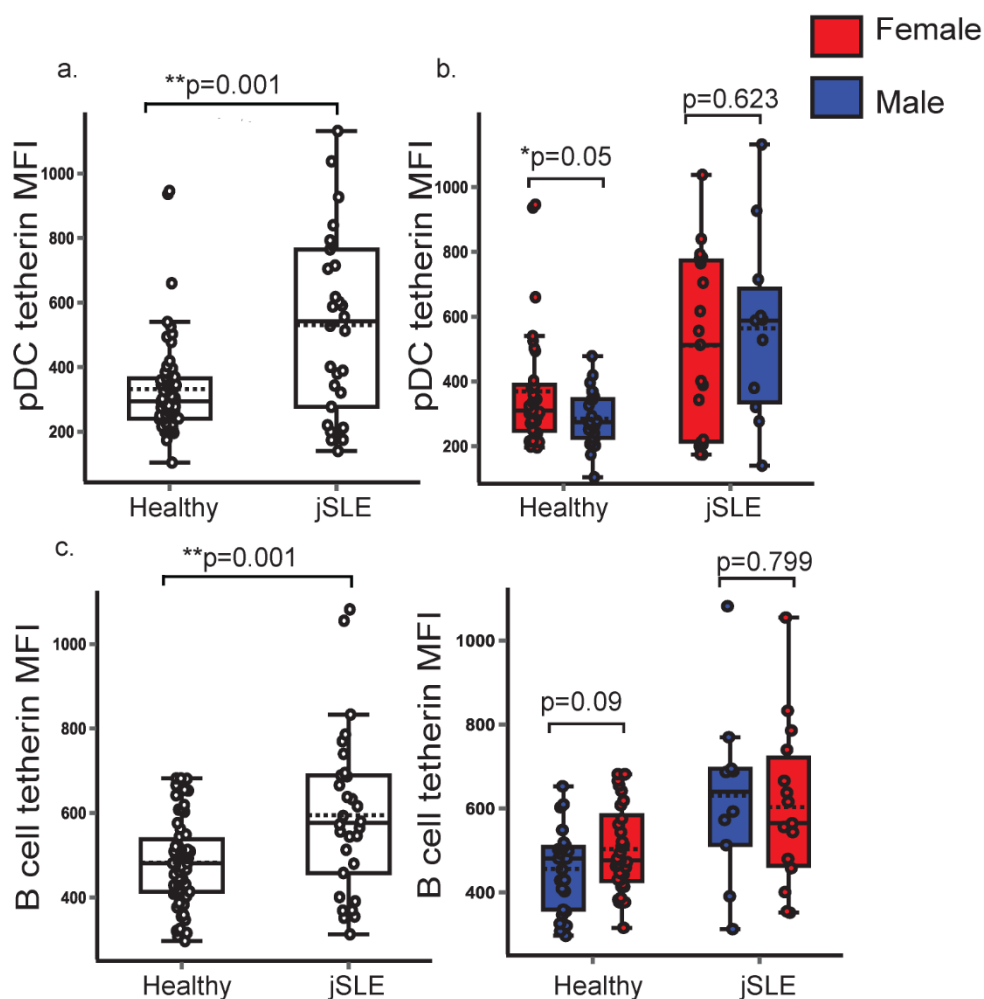 Female
Male
a.
**p=0.001
pDC tetherin MFI
1000
800
600
400
200
Healthy
jSLE
b.
*p=0.05
p=0.623
pDC tetherin MFI
1000
800
600
400
200
Healthy
jSLE
c.
**p=0.001
B cell tetherin MFI
1000
800
600
400
Healthy
jSLE
p=0.09
p=0.799
B cell tetherin MFI
1000
800
600
400
Healthy
jSLE